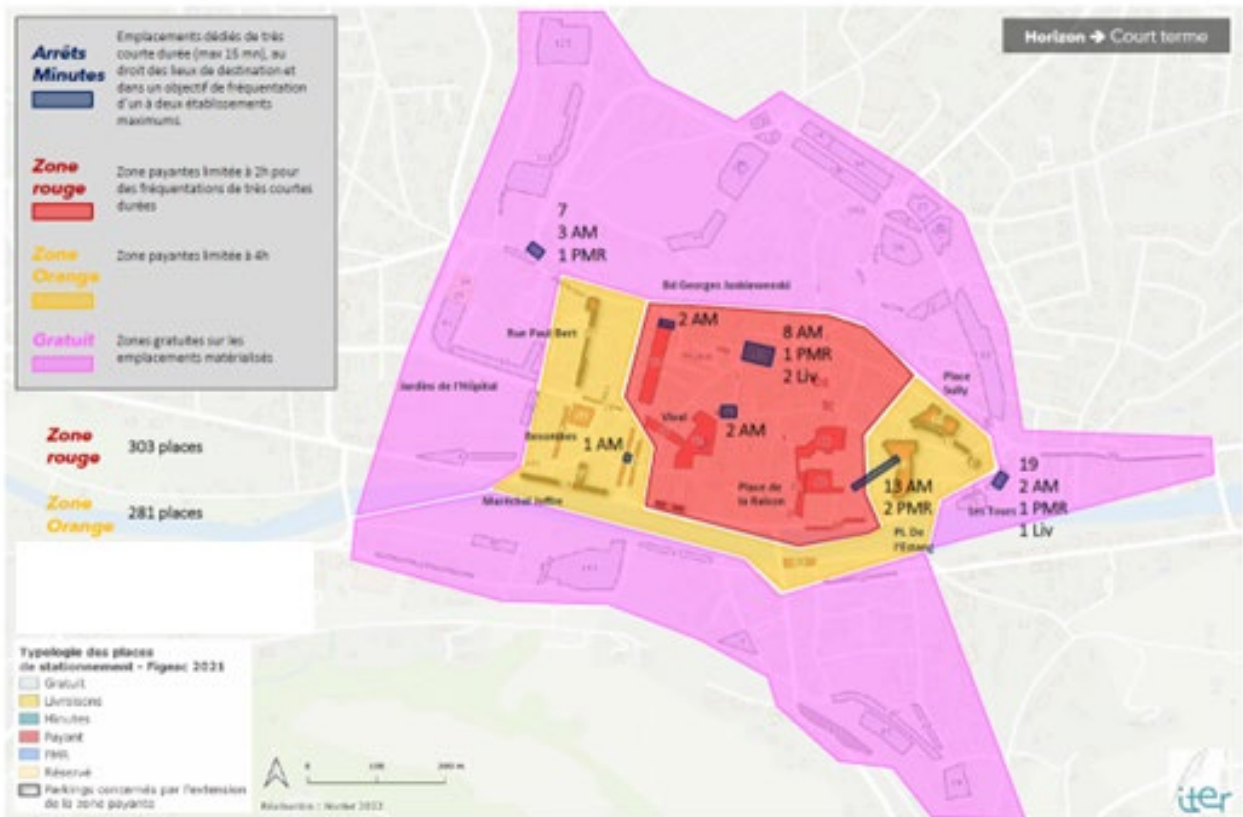 Arrêts
Minutes
Emplacements dédiés de très
courte durée (max 15 mn), au
droit des lieux de destination et
dans un objectif de fréquentation
d'un à deux établissements
maximums.
Zone
rouge
Zone payantes limitée à 2h pour
des fréquentations de très courtes
durées
Zone
Orange
Zone payantes limitée à 4h
Gratuit
Zones gratuites sur les
emplacements matérialisés
Horizon → Court terme
7
3 AM
1 PMR
Rue Paul Bert
2 AM
8 AM
1 PMR
2 Liv
Jardins de l'Hôpital
Place
Sully
Vival
2 AM
1 AM
Maréchal Joffre
Place de
la Raison
13 AM
2 PMR
Pl. De
l'Estang
19
2 AM
1 PMR
1 Liv
Les Tours
Zone
rouge
303 places
Zone
Orange
281 places
Typologie des places
de stationnement - Figeac 2021
Gratuit
Livraisons
Minutes
Payant
PMR
Réservé
Parkings concernés par l'extension
de la zone payante
iter